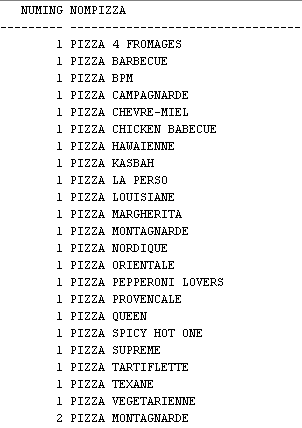 NUMING NOMPIZZA
---------- ----------------------------------
1 PIZZA 4 FROMAGES
1 PIZZA BARBECUE
1 PIZZA BPM
1 PIZZA CAMPAGNARDE
1 PIZZA CHEVRE-MIEL
1 PIZZA CHICKEN BABECUE
1 PIZZA HAWAIENNE
1 PIZZA KASBAH
1 PIZZA LA PERSO
1 PIZZA LOUISIANE
1 PIZZA MARGHERITA
1 PIZZA MONTAGNARDE
1 PIZZA NORDIQUE
1 PIZZA ORIENTALE
1 PIZZA PEPPERONI LOVERS
1 PIZZA PROVENCALE
1 PIZZA QUEEN
1 PIZZA SPICY HOT ONE
1 PIZZA SUPREME
1 PIZZA TARTIFLETTE
1 PIZZA TEXANE
1 PIZZA VEGETARIENNE
2 PIZZA MONTAGNARDE